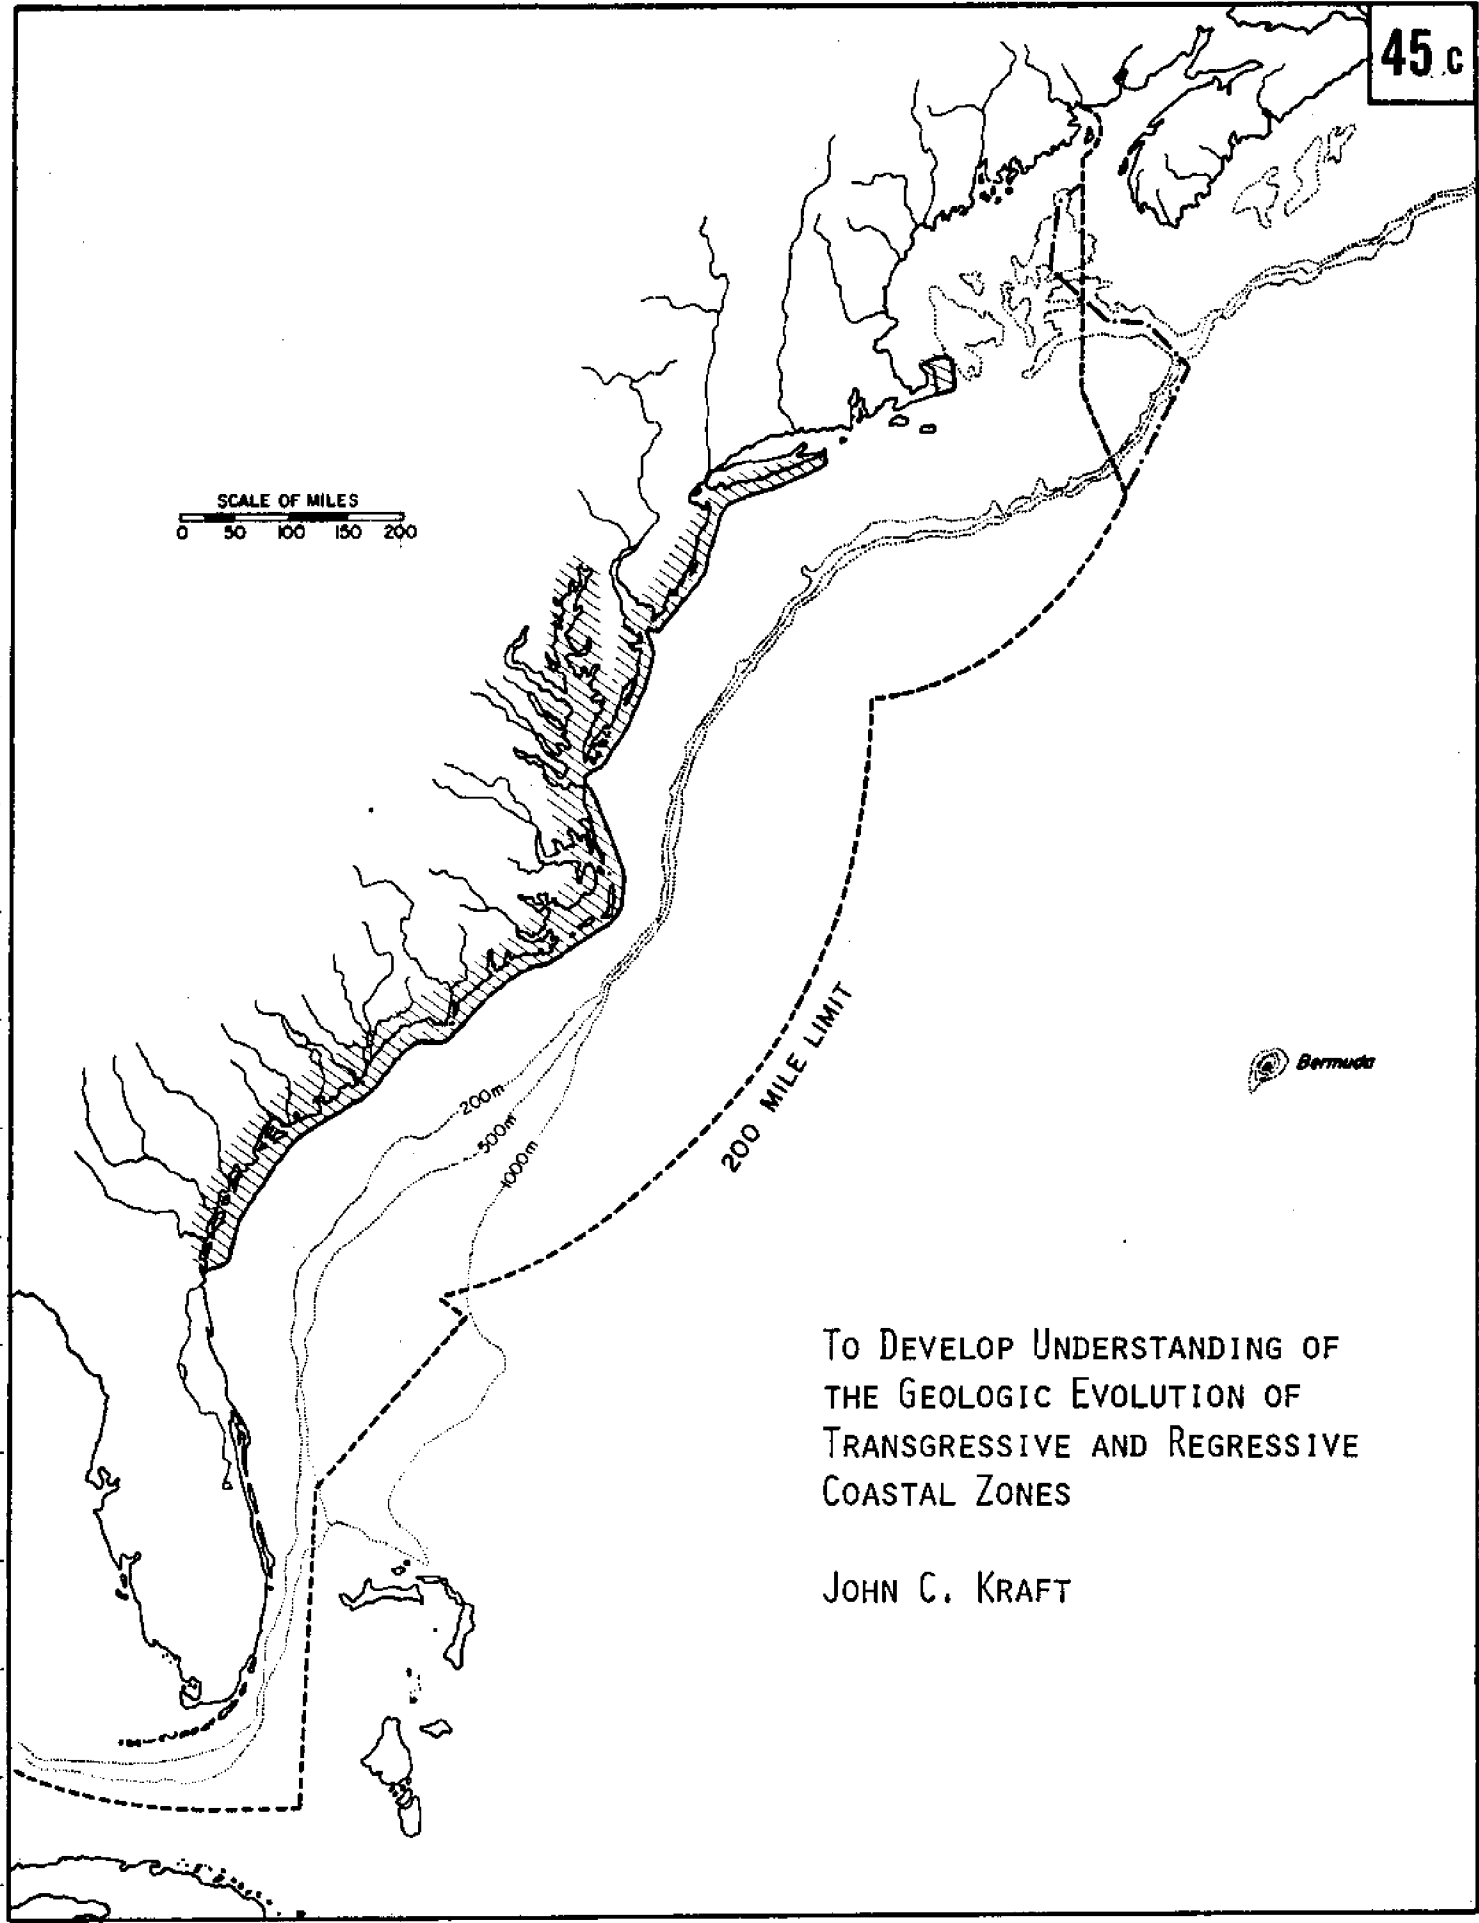 45 c
SCALE OF MILES
0 50 100 150 200
200 MILE LIMIT
Bermuda
200m
500m
1000m
To Develop Understanding of
the Geologic Evolution of
Transgressive and Regressive
Coastal Zones
John C. Kraft